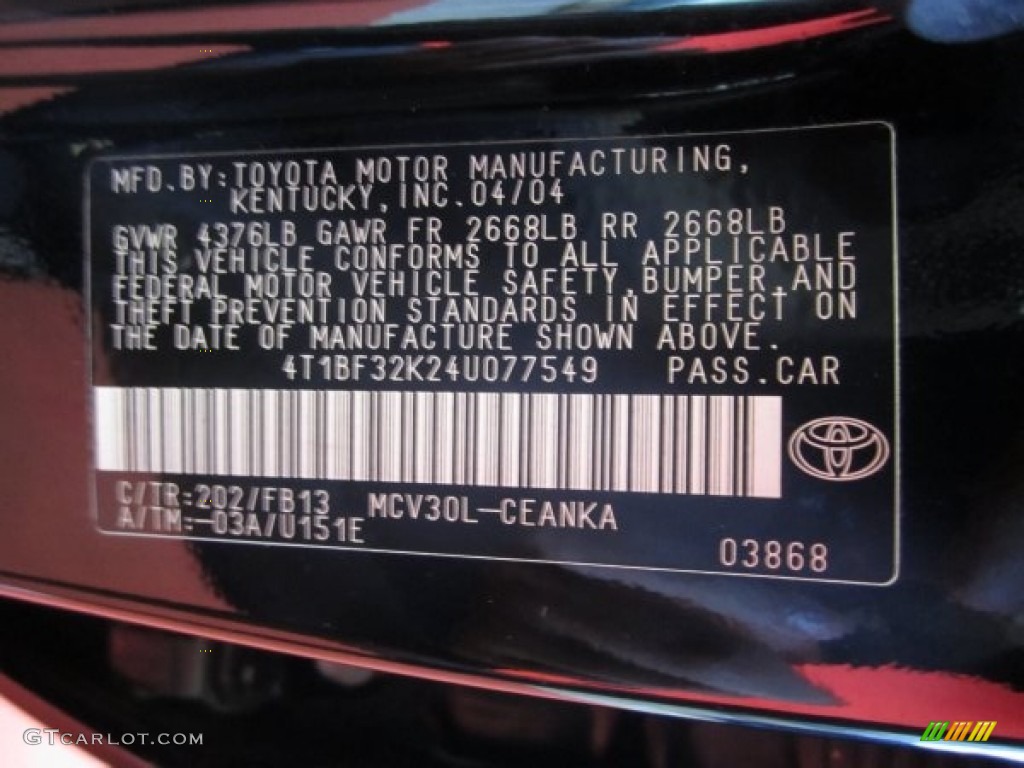 MFD.BY:TOYOTA MOTOR MANUFACTURING,
KENTUCKY,INC.04/04
GVWR 4376LB GAWR FR 2668LB RR 2668LB
THIS VEHICLE CONFORMS TO ALL APPLICABLE
FEDERAL MOTOR VEHICLE SAFETY,BUMPER,AND
THEFT PREVENTION STANDARDS IN EFFECT ON
THE DATE OF MANUFACTURE SHOWN ABOVE.
4T1BF32K24U077549 PASS.CAR
C/TR:202/FB13 MCV30L-CEANKA
A/TM:-03A/U151E
03868
GTCARLOT.COM